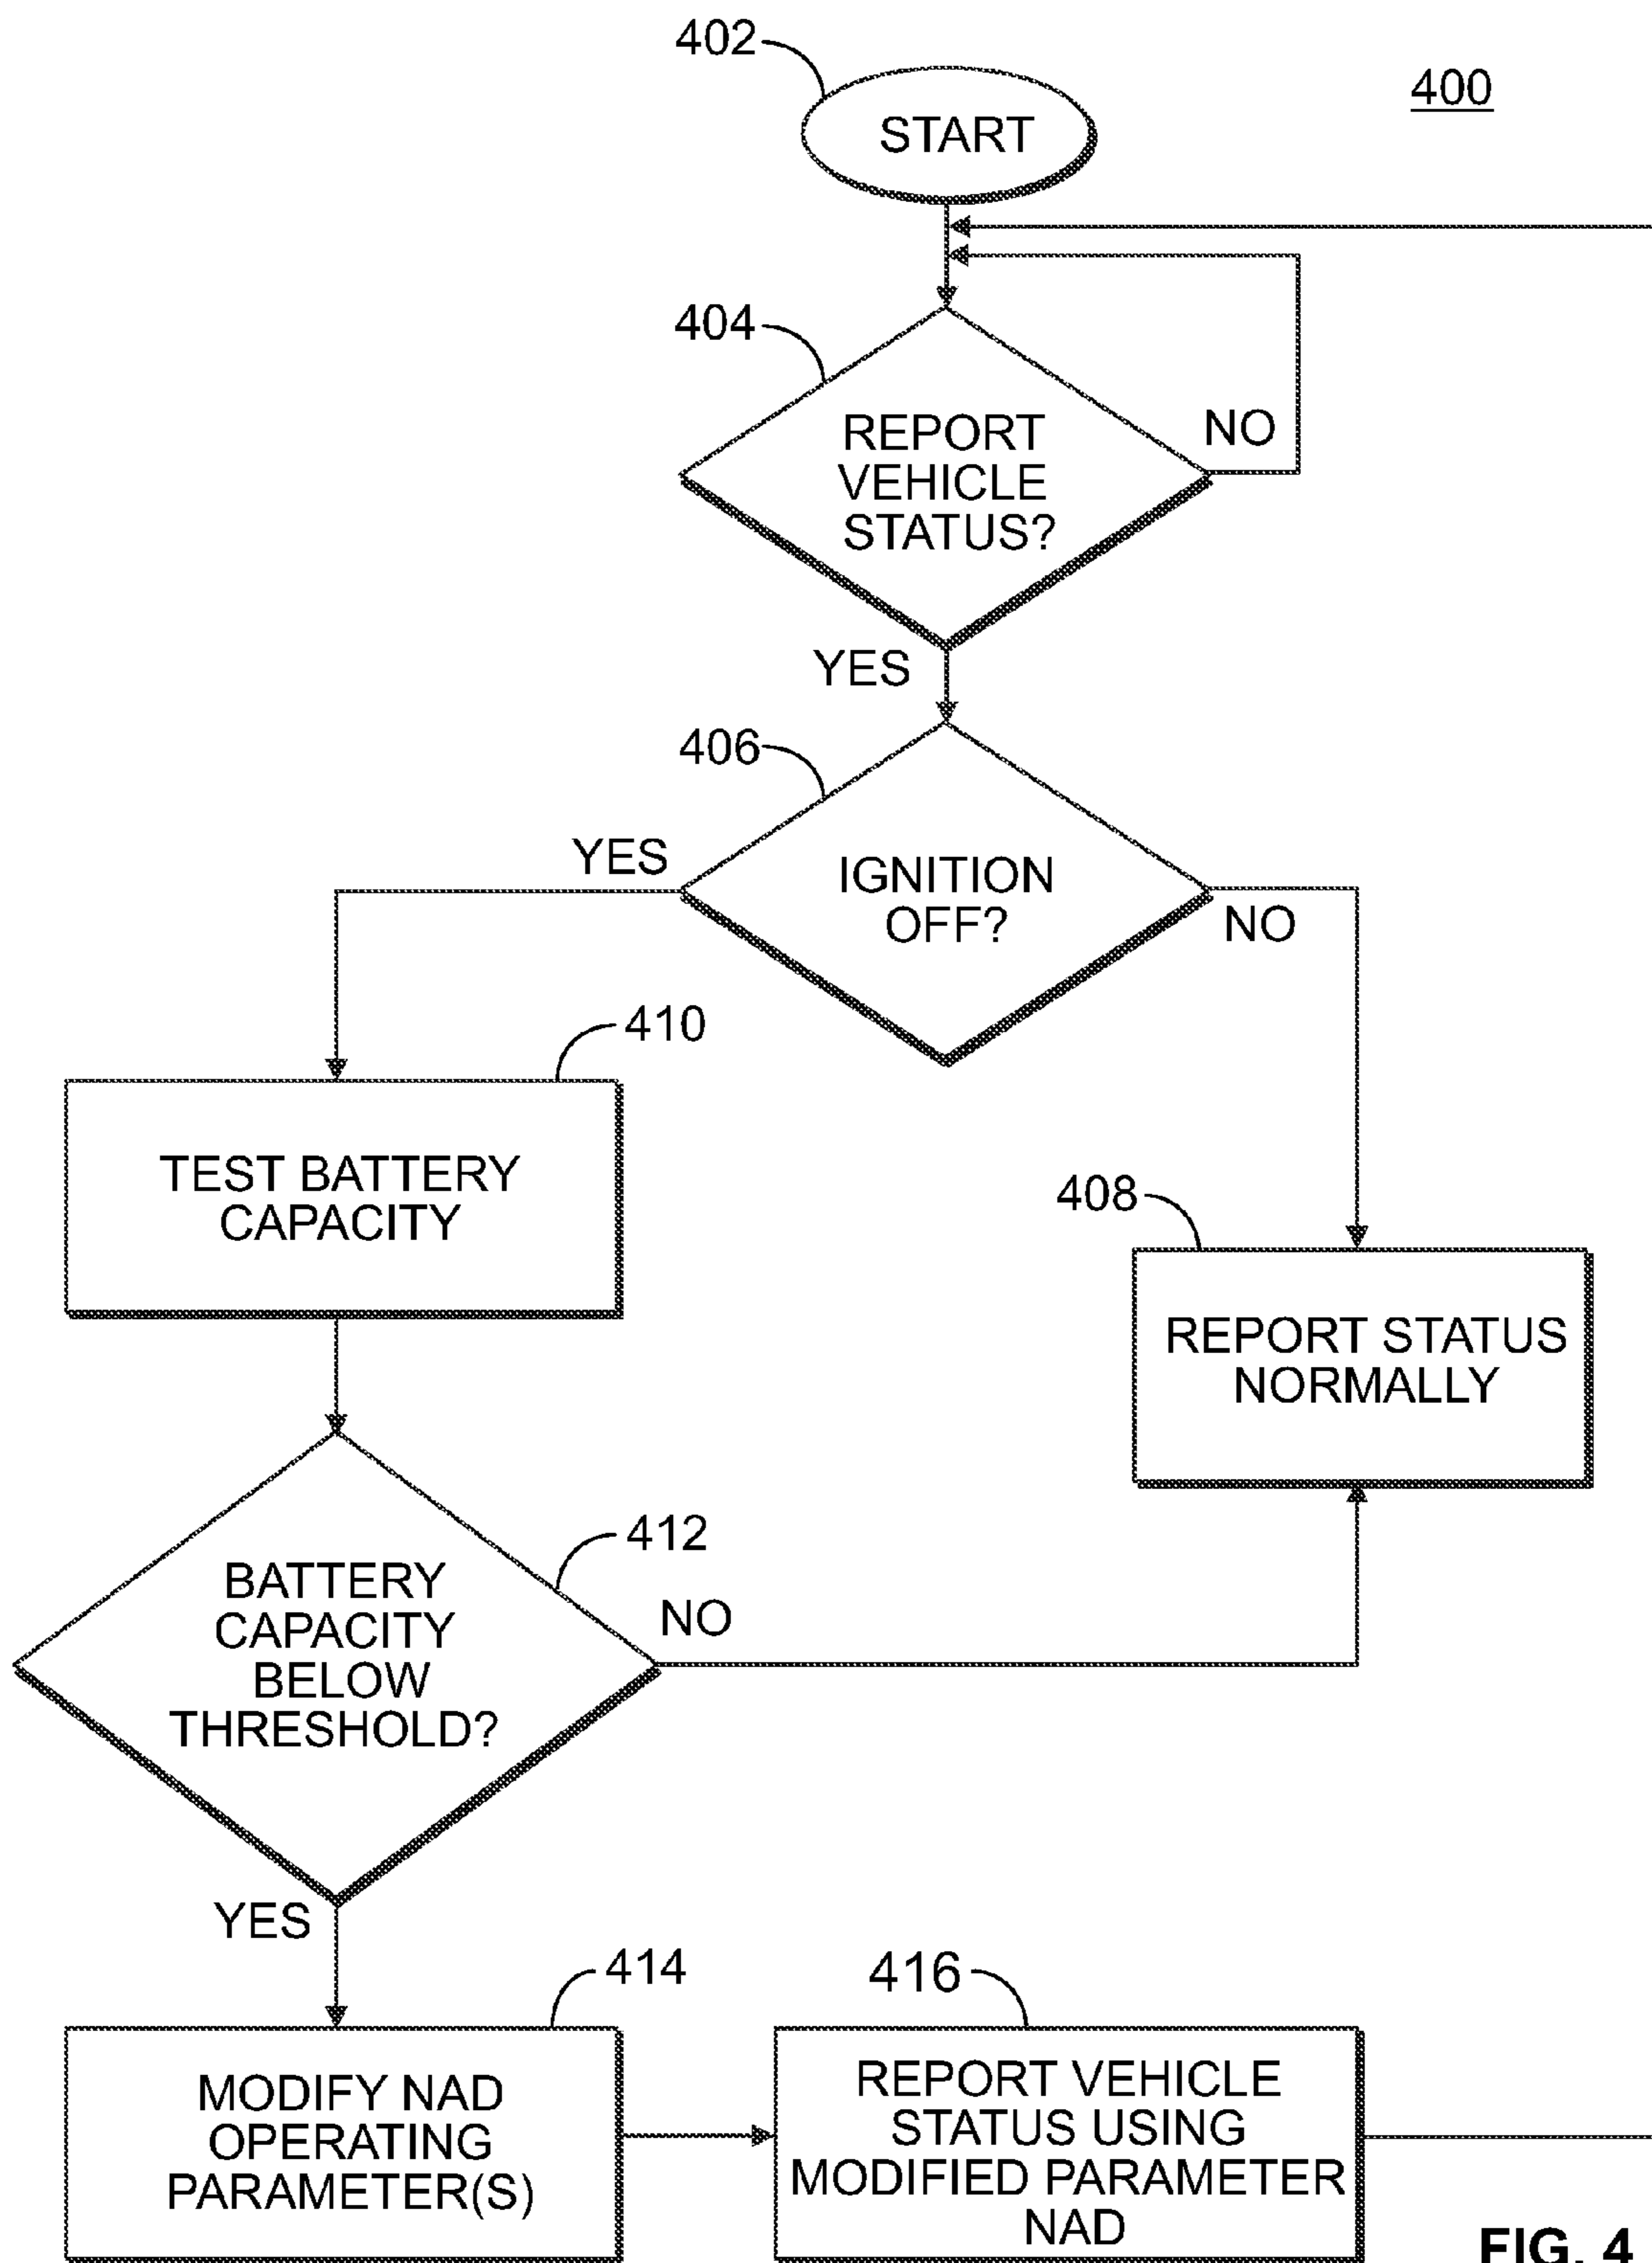 402
400
START
404
REPORT
VEHICLE
STATUS?
NO
YES
406
YES
IGNITION
OFF?
NO
410
TEST BATTERY
CAPACITY
408
REPORT STATUS
NORMALLY
412
BATTERY
CAPACITY
BELOW
THRESHOLD?
NO
YES
414
416
MODIFY NAD
OPERATING
PARAMETER(S)
REPORT VEHICLE
STATUS USING
MODIFIED PARAMETER
NAD
FIG. 4